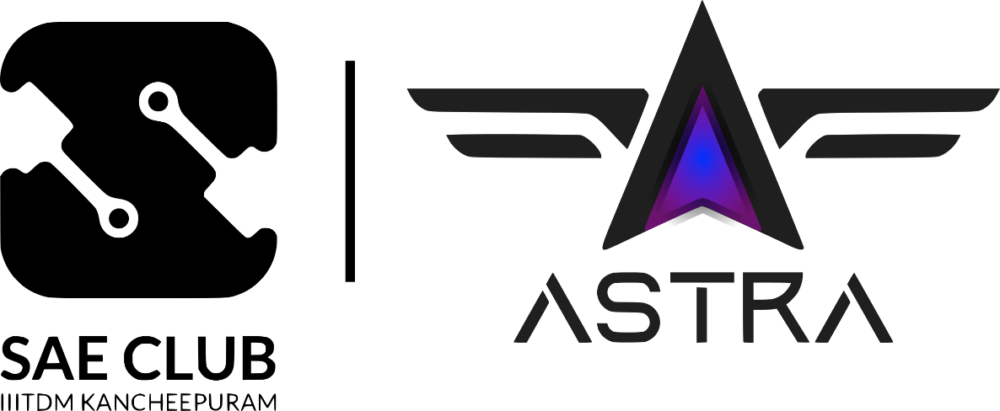 SAE CLUB
IIITDM KANCHEEPURAM
ASTRA